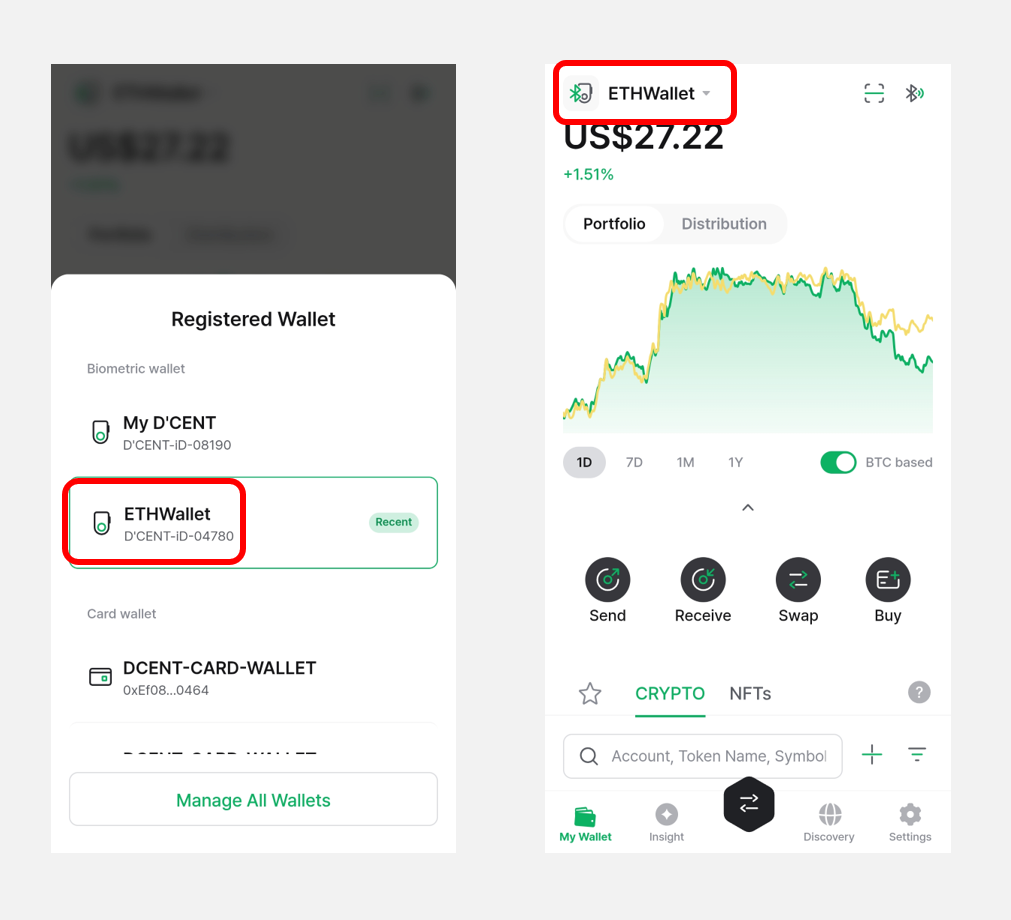 ETHWallet
US$27.22
Registered Wallet
Biometric wallet
My D'CENT
D'CENT-iD-08190
ETHWallet
D'CENT-iD-04780
Recent
Card wallet
DCENT-CARD-WALLET
0xEf08...0464
Manage All Wallets
ETHWallet
US$27.22
+1.51%
Portfolio
Distribution
1D
7D
1M
1Y
BTC based
Send
Receive
Swap
Buy
CRYPTO
NFTs
?
Account, Token Name, Symbol
My Wallet
Insight
Discovery
Settings